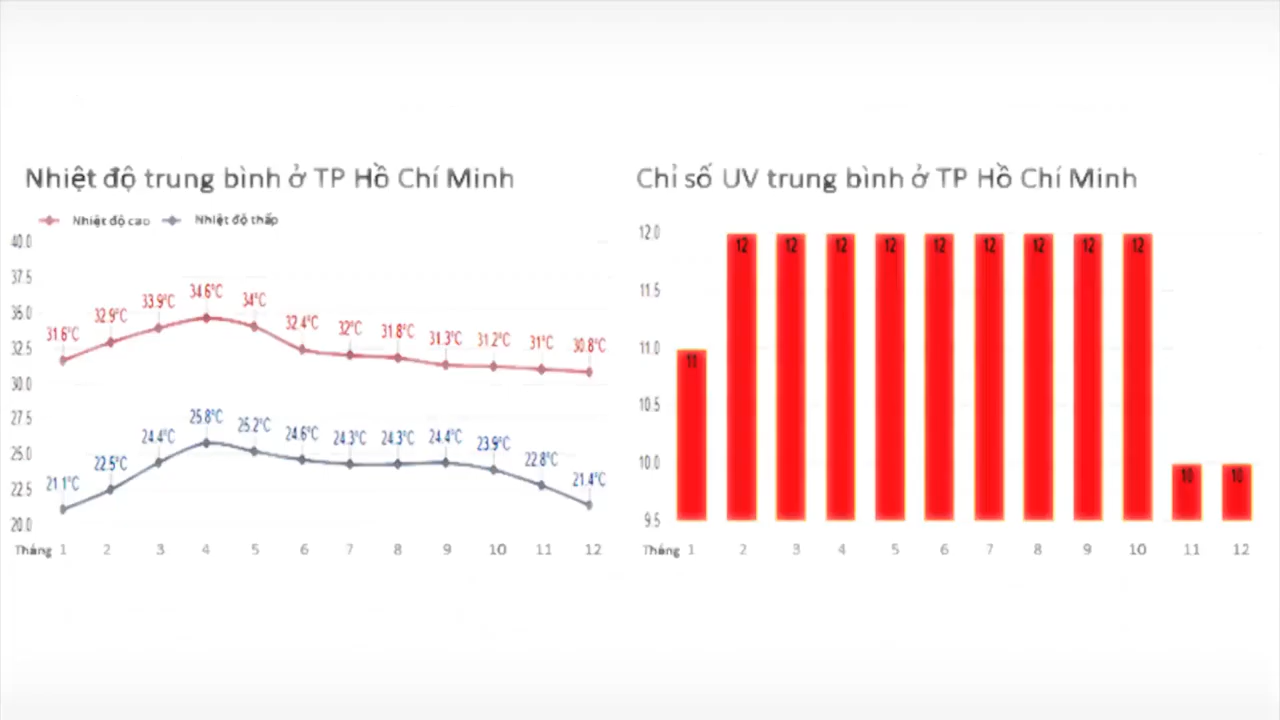 Nhiệt độ trung bình ở TP Hồ Chí Minh
Nhiệt độ cao Nhiệt độ thấp
40.0
37.5
35.0
32.5
30.0
27.5
25.0
22.5
20.0
31.6°C 32.9°C 33.9°C 34.6°C 34°C 32.4°C 32°C 31.8°C 31.3°C 31.2°C 31°C 30.8°C
21.1°C 22.5°C 24.4°C 25.8°C 25.2°C 24.6°C 24.3°C 24.3°C 24.4°C 23.9°C 22.8°C 21.4°C
Tháng 1 2 3 4 5 6 7 8 9 10 11 12
Chỉ số UV trung bình ở TP Hồ Chí Minh
12.0
11.5
11.0
10.5
10.0
9.5
11 12 12 12 12 12 12 12 12 12 10 10
Tháng 1 2 3 4 5 6 7 8 9 10 11 12